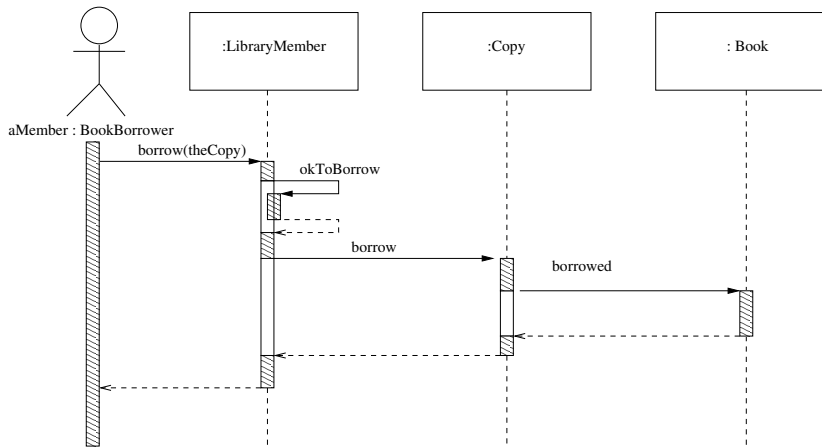 :LibraryMember
:Copy
: Book
aMember : BookBorrower
borrow(theCopy)
okToBorrow
borrow
borrowed